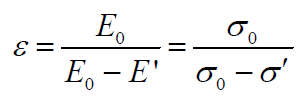 ε = E₀ / (E₀ − E') = σ₀ / (σ₀ − σ′)